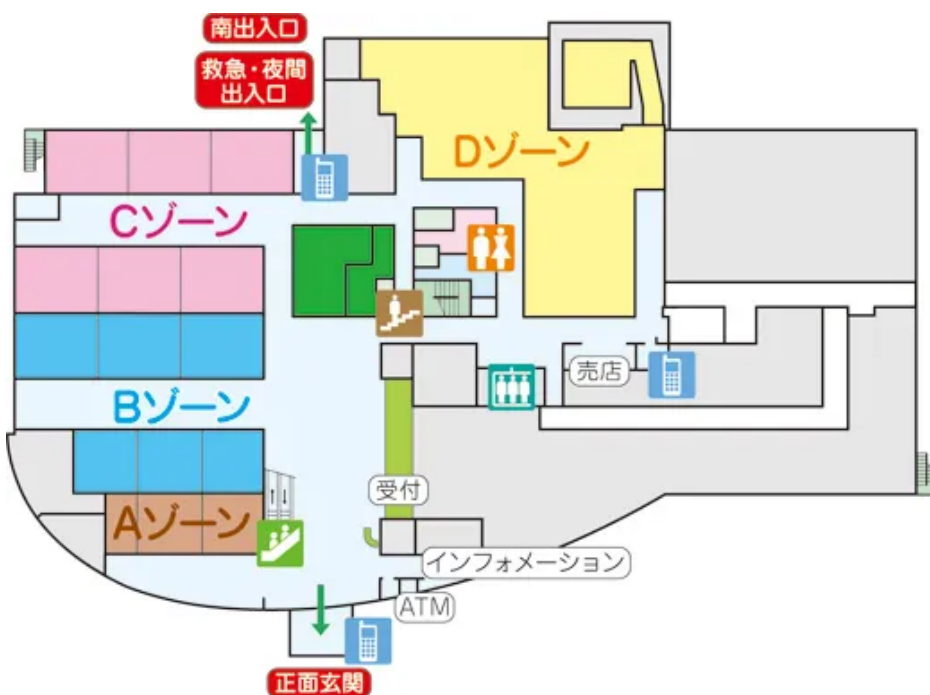 南出入口
救急・夜間
出入口
Dゾーン
Cゾーン
売店
Bゾーン
受付
Aゾーン
インフォメーション
ATM
正面玄関